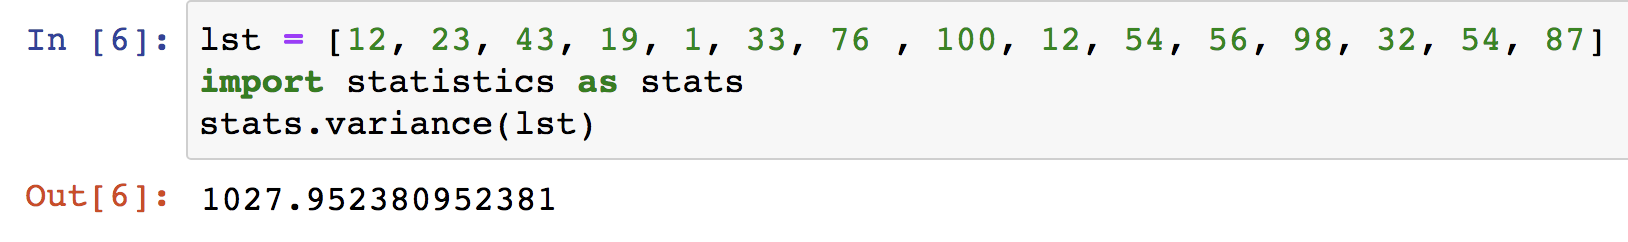 In [6]: lst = [12, 23, 43, 19, 1, 33, 76 , 100, 12, 54, 56, 98, 32, 54, 87]
import statistics as stats
stats.variance(lst)
Out[6]: 1027.952380952381